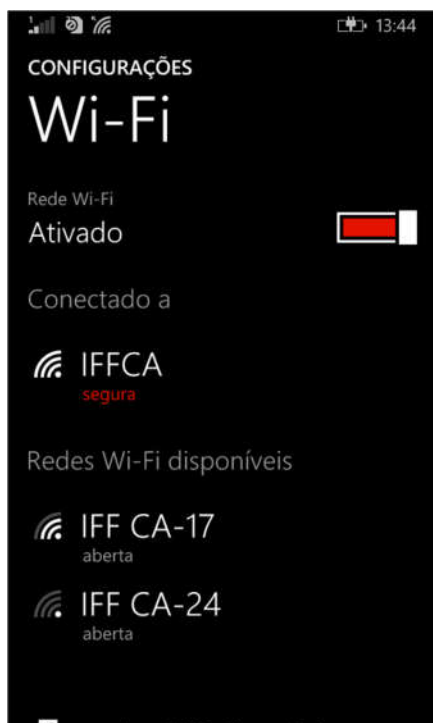 1
13:44
CONFIGURAÇÕES
Wi-Fi
Rede Wi-Fi
Ativado
Conectado a
IFFCA
segura
Redes Wi-Fi disponíveis
IFF CA-17
aberta
IFF CA-24
aberta